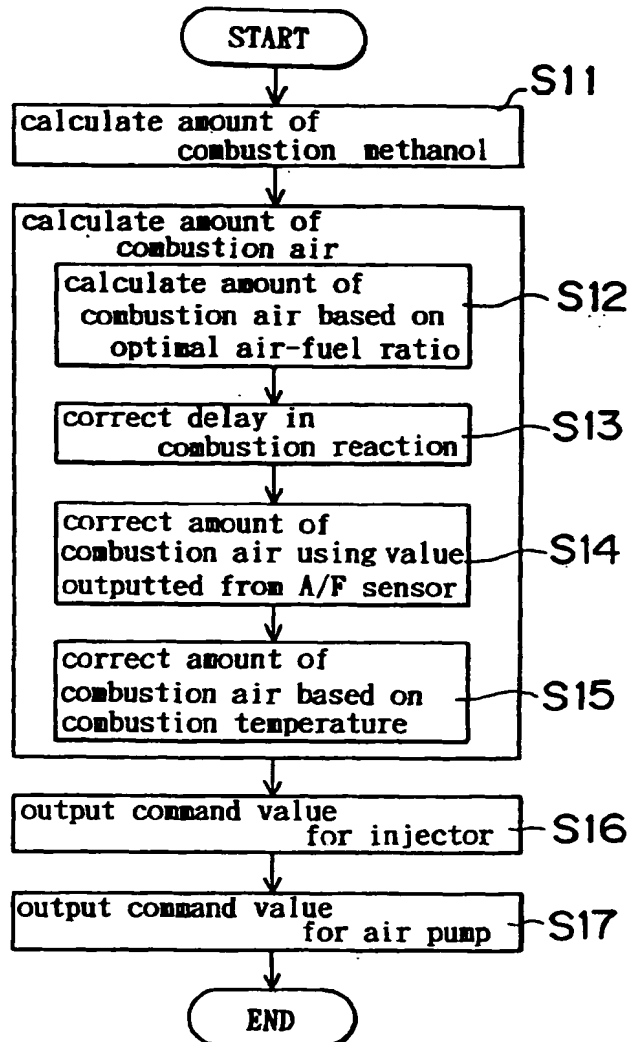 START
S11
calculate amount of
combustion methanol
calculate amount of
combustion air
calculate amount of
combustion air based on
optimal air-fuel ratio
S12
correct delay in
combustion reaction
S13
correct amount of
combustion air using value
outputted from A/F sensor
S14
correct amount of
combustion air based on
combustion temperature
S15
output command value
for injector
S16
output command value
for air pump
S17
END